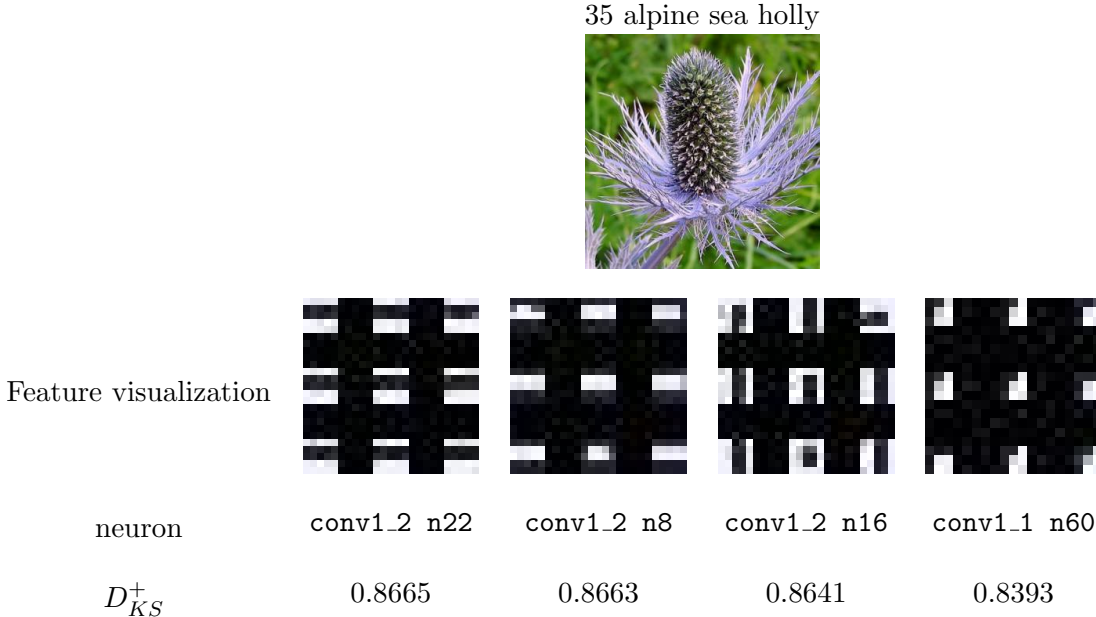 35 alpine sea holly
Feature visualization
neuron conv1_2 n22 conv1_2 n8 conv1_2 n16 conv1_1 n60
D⁺_KS 0.8665 0.8663 0.8641 0.8393